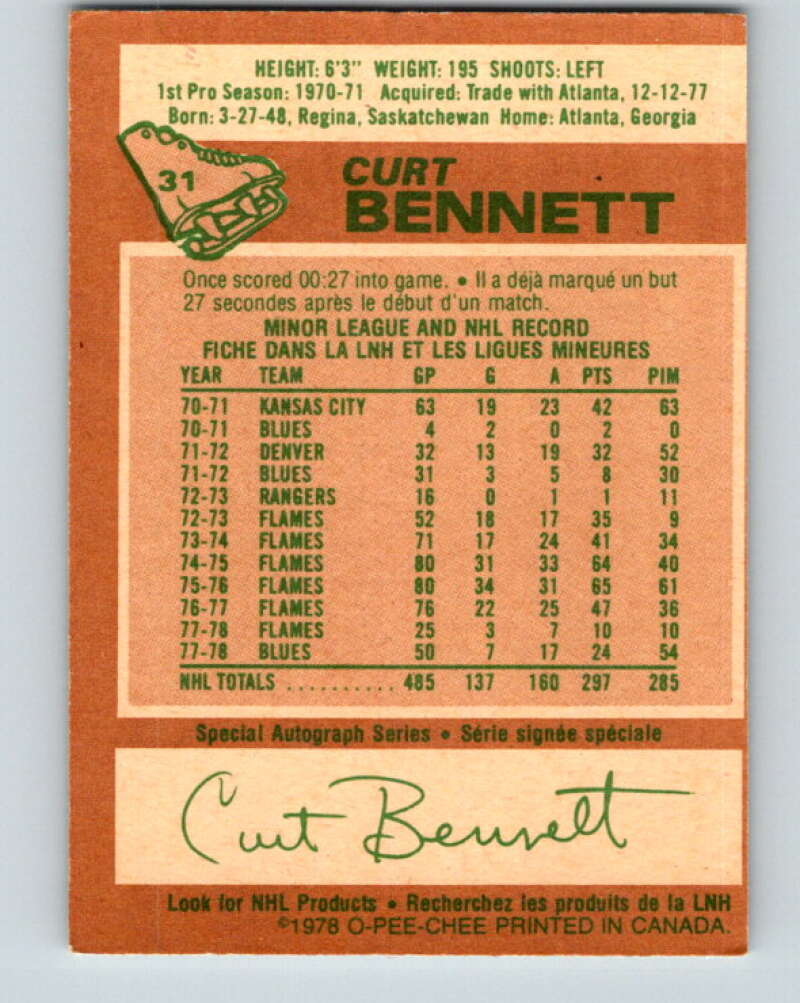 HEIGHT: 6'3" WEIGHT: 195 SHOOTS: LEFT
1st Pro Season: 1970-71 Acquired: Trade with Atlanta, 12-12-77
Born: 3-27-48, Regina, Saskatchewan Home: Atlanta, Georgia
31
CURT
BENNETT
Once scored 00:27 into game. • Il a déjà marqué un but
27 secondes après le début d'un match.
MINOR LEAGUE AND NHL RECORD
FICHE DANS LA LNH ET LES LIGUES MINEURES
YEAR TEAM GP G A PTS PIM
70-71 KANSAS CITY 63 19 23 42 63
70-71 BLUES 4 2 0 2 0
71-72 DENVER 32 13 19 32 52
71-72 BLUES 31 3 5 8 30
72-73 RANGERS 16 0 1 1 11
72-73 FLAMES 52 18 17 35 9
73-74 FLAMES 71 17 24 41 34
74-75 FLAMES 80 31 33 64 40
75-76 FLAMES 80 34 31 65 61
76-77 FLAMES 76 22 25 47 36
77-78 FLAMES 25 3 7 10 10
77-78 BLUES 50 7 17 24 54
NHL TOTALS .......... 485 137 160 297 285
Special Autograph Series • Série signée spéciale
Curt Bennett
Look for NHL Products • Recherchez les produits de la LNH
©1978 O-PEE-CHEE PRINTED IN CANADA.